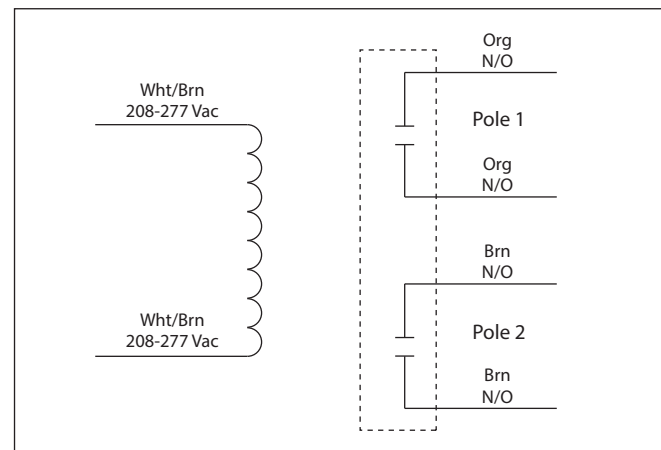 Wht/Brn
208-277 Vac
Wht/Brn
208-277 Vac
Org
N/O
Pole 1
Org
N/O
Brn
N/O
Pole 2
Brn
N/O